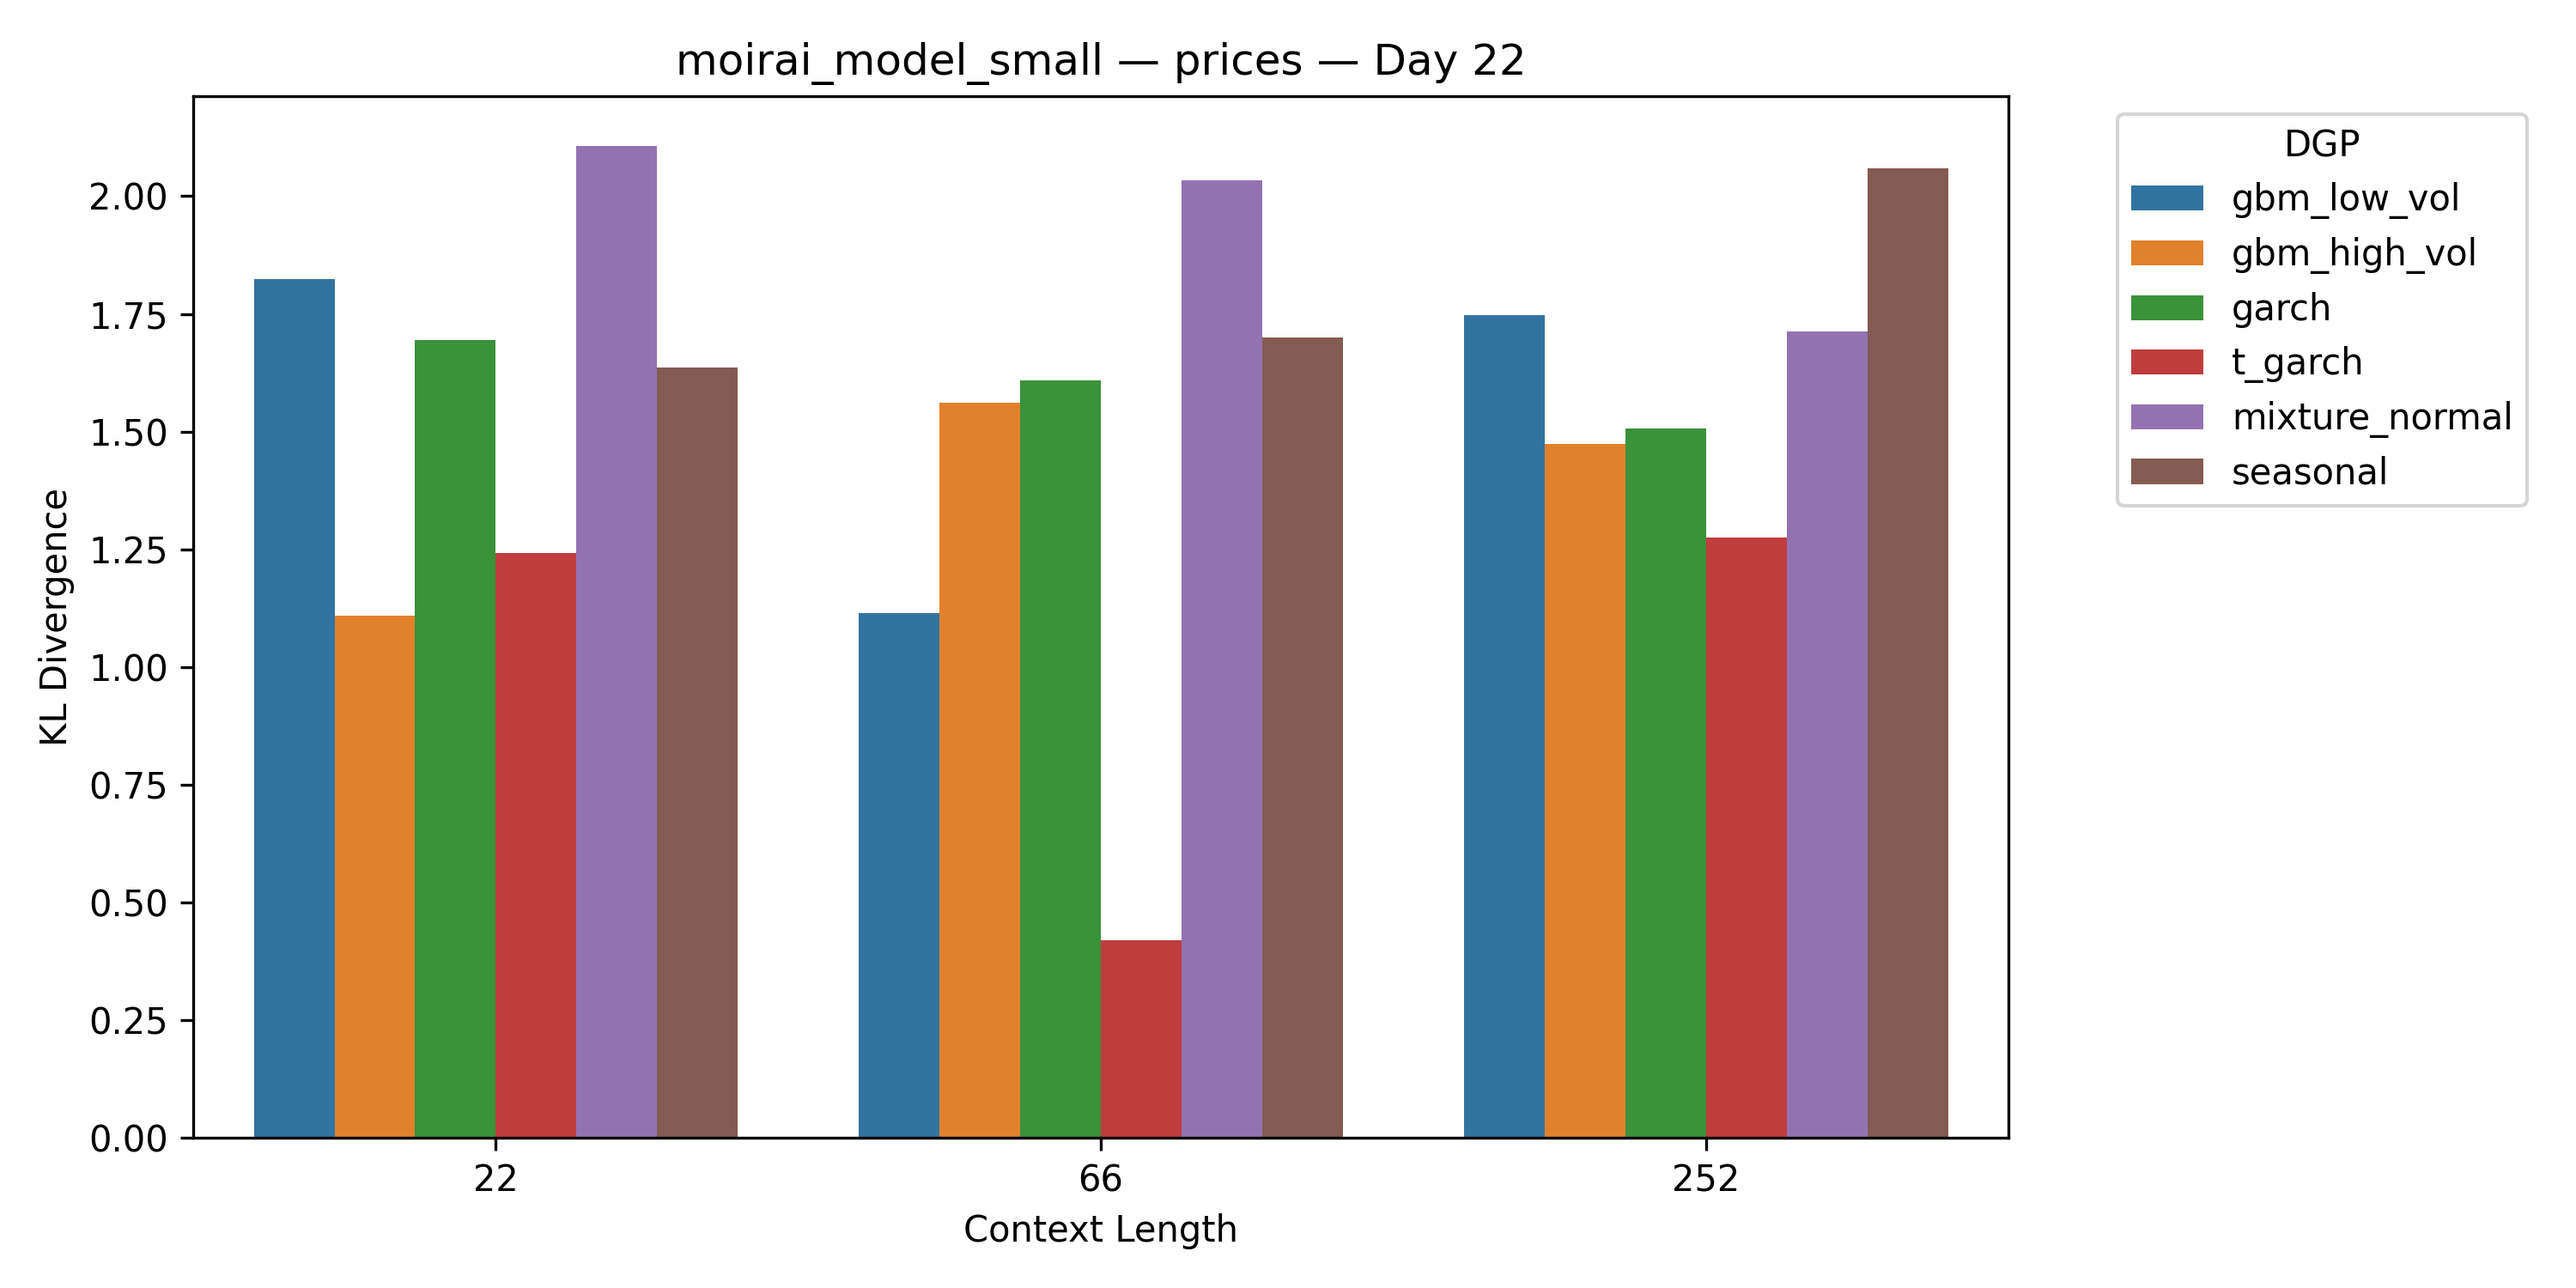 moirai_model_small — prices — Day 22
DGP
gbm_low_vol
gbm_high_vol
garch
t_garch
mixture_normal
seasonal
KL Divergence
2.00
1.75
1.50
1.25
1.00
0.75
0.50
0.25
0.00
22 66 252
Context Length